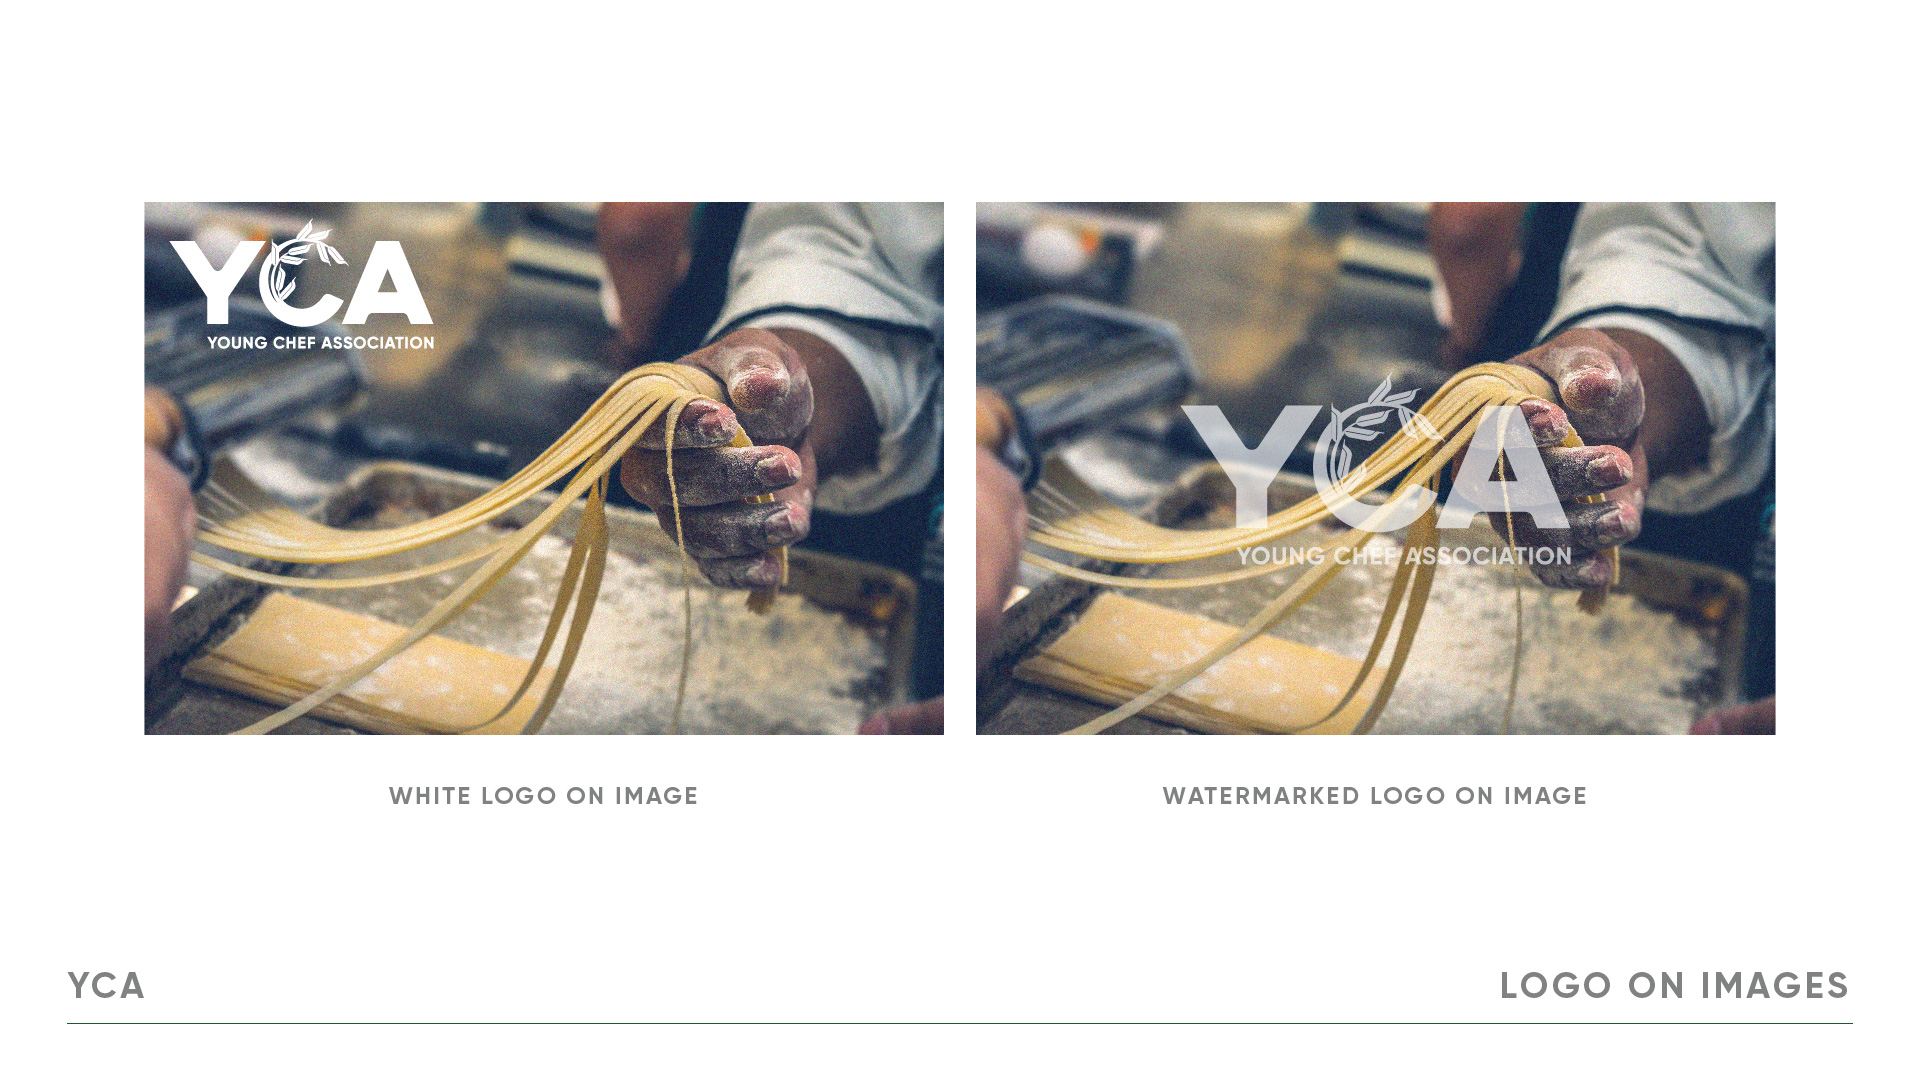 YCA
YOUNG CHEF ASSOCIATION
YCA
YOUNG CHEF ASSOCIATION
WHITE LOGO ON IMAGE
WATERMARKED LOGO ON IMAGE
YCA
LOGO ON IMAGES